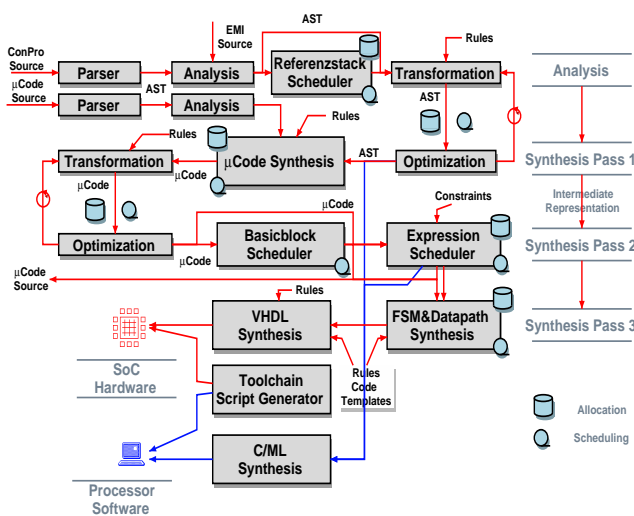 EMI
Source
AST
ConPro
Source
Rules
Parser
Analysis
Referenzstack
Scheduler
Transformation
Analysis
µCode
Source
AST
Parser
Analysis
AST
Rules
Rules
Transformation
µCode Synthesis
AST
Optimization
Synthesis Pass 1
µCode
µCode
Intermediate
Representation
µCode
Constraints
Optimization
µCode
Basicblock
Scheduler
Expression
Scheduler
Synthesis Pass 2
µCode
Source
Rules
VHDL
Synthesis
FSM&Datapath
Synthesis
Synthesis Pass 3
SoC
Hardware
Rules
Code
Templates
Toolchain
Script Generator
Allocation
C/ML
Synthesis
Scheduling
Processor
Software